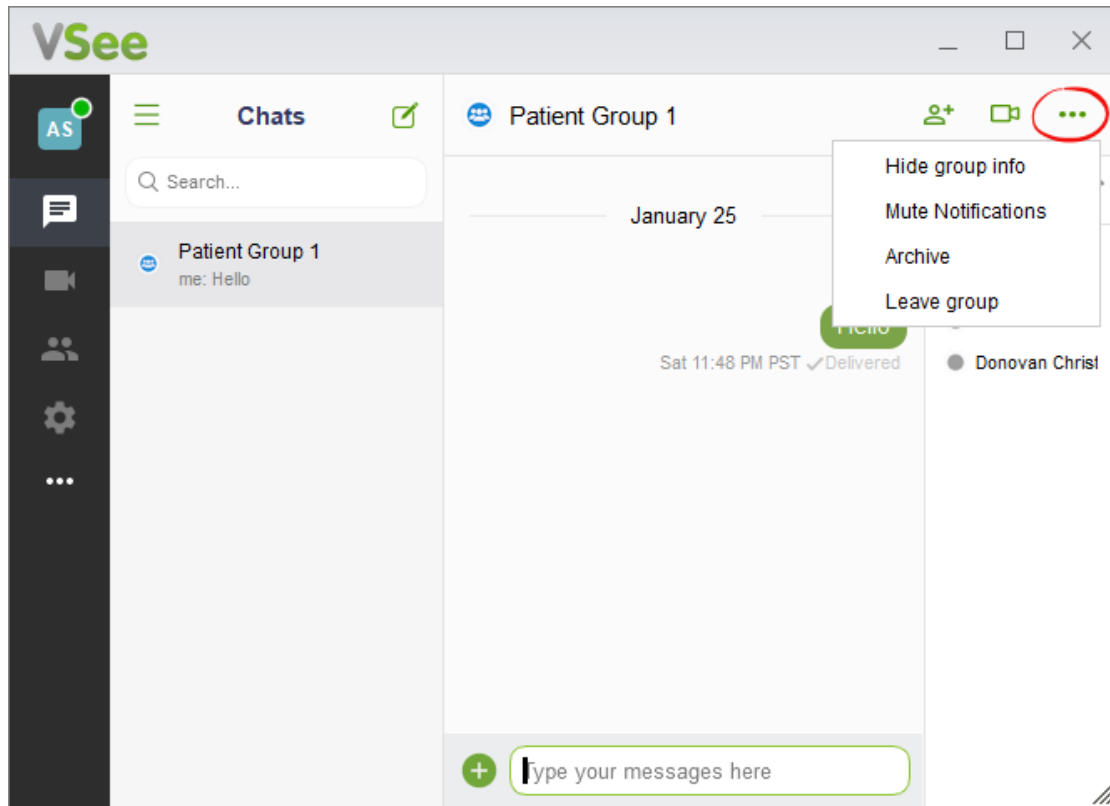 VSee
AS
Chats
Patient Group 1
Search...
Hide group info
January 25
Mute Notifications
Patient Group 1
me: Hello
Archive
Leave group
Hello
Sat 11:48 PM PST ✓Delivered
Donovan Christ
Type your messages here